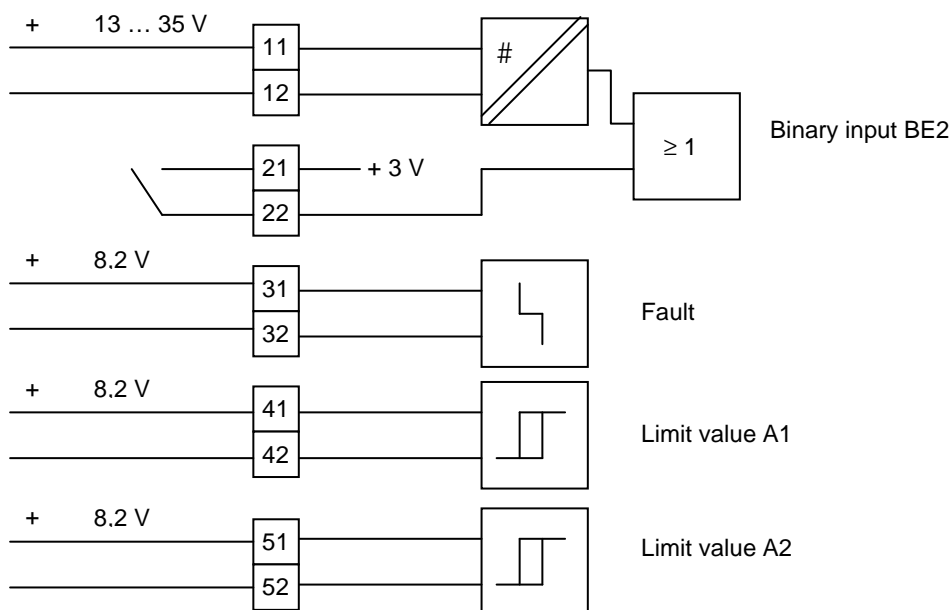 + 13 … 35 V
11
#
12
Binary input BE2
≥ 1
21
+ 3 V
22
+ 8,2 V
31
Fault
32
+ 8,2 V
41
Limit value A1
42
+ 8,2 V
51
Limit value A2
52